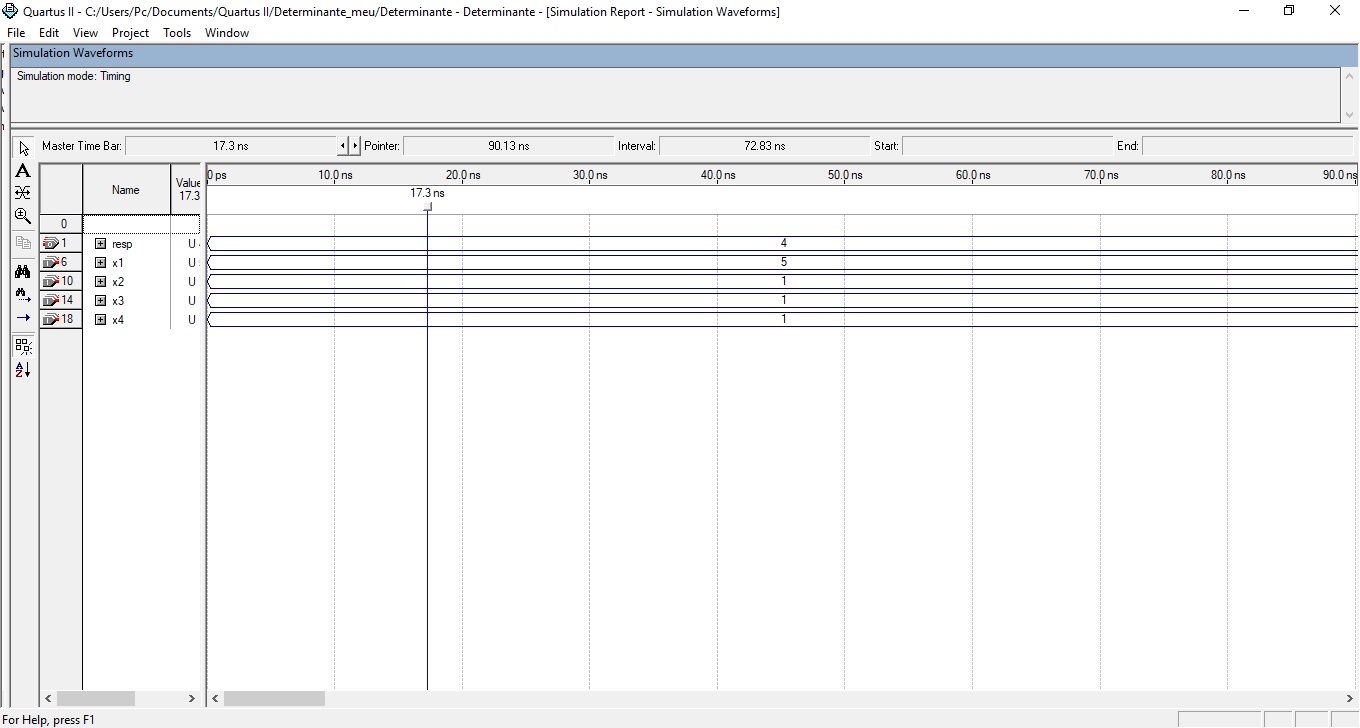 Quartus II - C:/Users/Pc/Documents/Quartus II/Determinante_meu/Determinante - Determinante - [Simulation Report - Simulation Waveforms]
File Edit View Project Tools Window
Simulation Waveforms
Simulation mode: Timing
Master Time Bar: 17.3 ns Pointer: 90.13 ns Interval: 72.83 ns Start: End:
Name
Value
17.3
0 ps 10.0 ns 20.0 ns 30.0 ns 40.0 ns 50.0 ns 60.0 ns 70.0 ns 80.0 ns 90.0 ns
17.3 ns
0
1 resp U 4
6 x1 U 5
10 x2 U 1
14 x3 U 1
18 x4 U 1
For Help, press F1